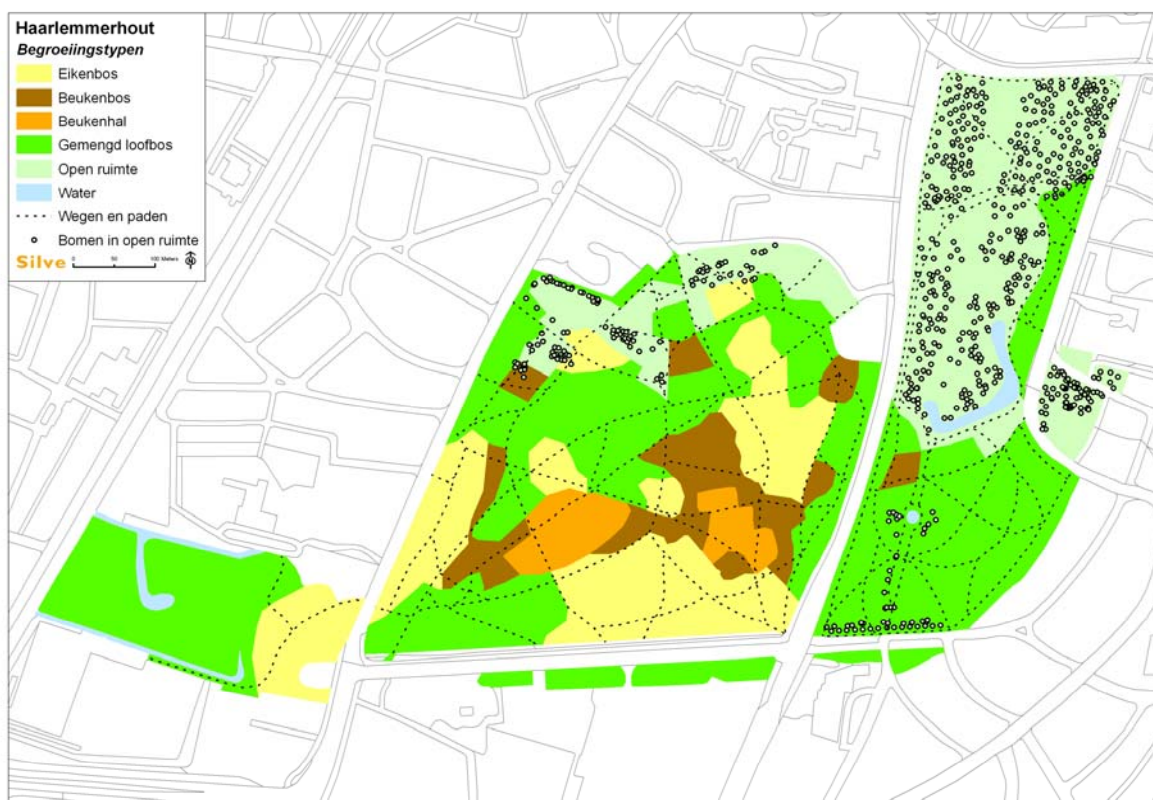 Haarlemmerhout
Begroeiingstypen
Eikenbos
Beukenbos
Beukenhal
Gemengd loofbos
Open ruimte
Water
Wegen en paden
Bomen in open ruimte
Silve 0 50 100 Meters N